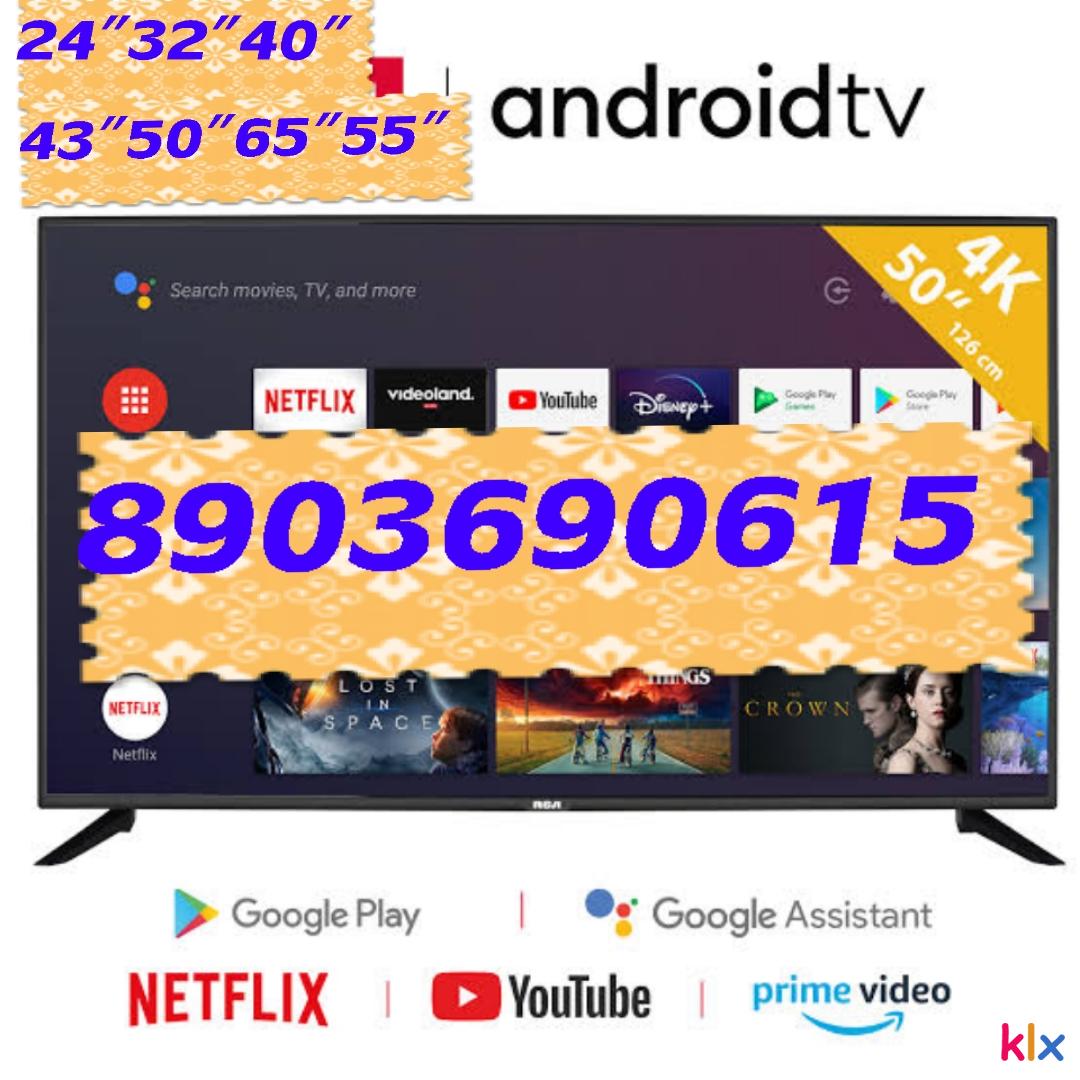 24″32″40″
androidtv
43″50″65″55″
4K
50“
126 cm
Search movies, TV, and more
NETFLIX
videoland.
YouTube
Disney+
Google Play
Games
Google Play
Store
8903690615
THINGS
LOST
IN
SPACE
THE
CROWN
NETFLIX
Netflix
RCA
Google Play | Google Assistant
NETFLIX | YouTube | prime video
klx